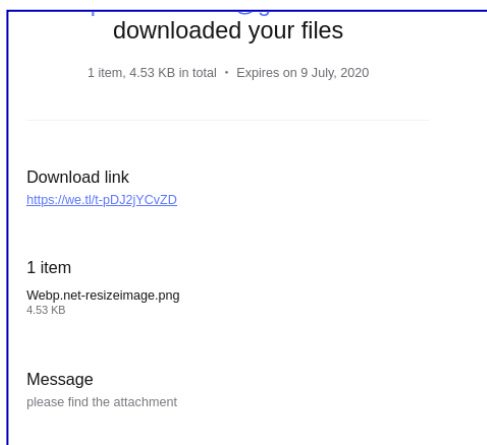 downloaded your files
1 item, 4.53 KB in total · Expires on 9 July, 2020
Download link
https://we.tl/t-pDJ2jYCvZD
1 item
Webp.net-resizeimage.png
4.53 KB
Message
please find the attachment